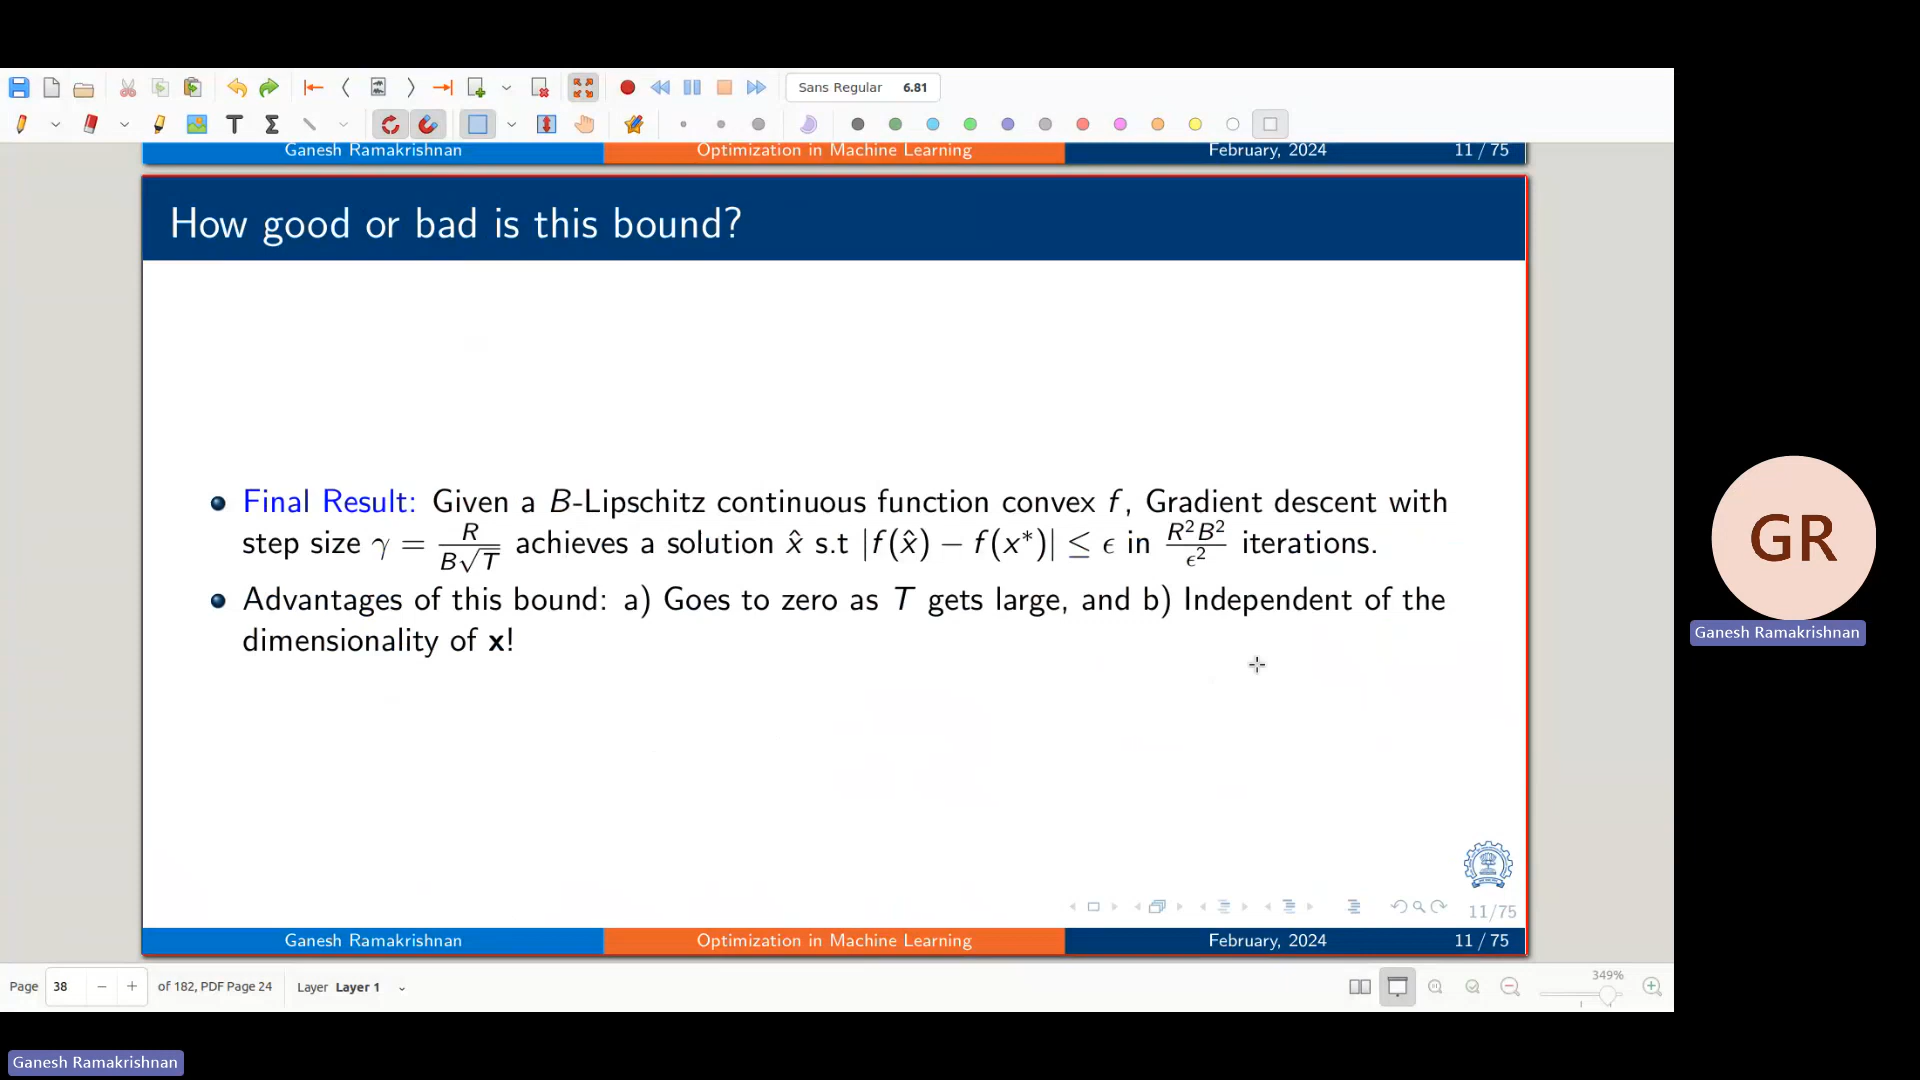 Sans Regular 6.81
Ganesh Ramakrishnan Optimization in Machine Learning February, 2024 11 / 75
How good or bad is this bound?
Final Result: Given a B-Lipschitz continuous function convex f, Gradient descent with
step size γ = R/(B√T) achieves a solution x̂ s.t |f(x̂) − f(x*)| ≤ ϵ in R²B²/ϵ² iterations.
Advantages of this bound: a) Goes to zero as T gets large, and b) Independent of the
dimensionality of x!
11/75
Ganesh Ramakrishnan Optimization in Machine Learning February, 2024 11 / 75
Page 38 − + of 182, PDF Page 24 Layer Layer 1 349%
GR
Ganesh Ramakrishnan
Ganesh Ramakrishnan